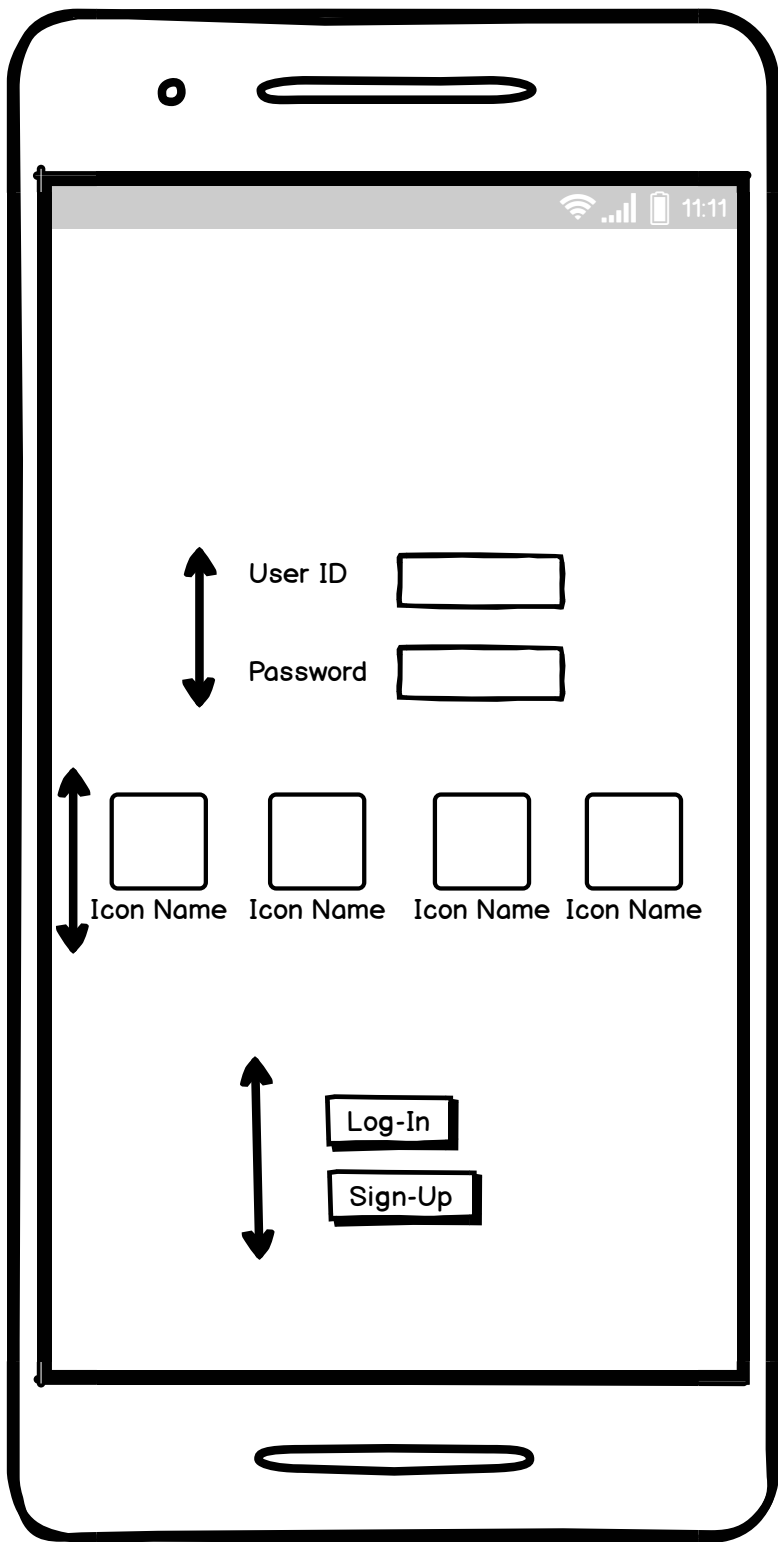 11:11
User ID
Password
Icon Name Icon Name Icon Name Icon Name
Log-In
Sign-Up